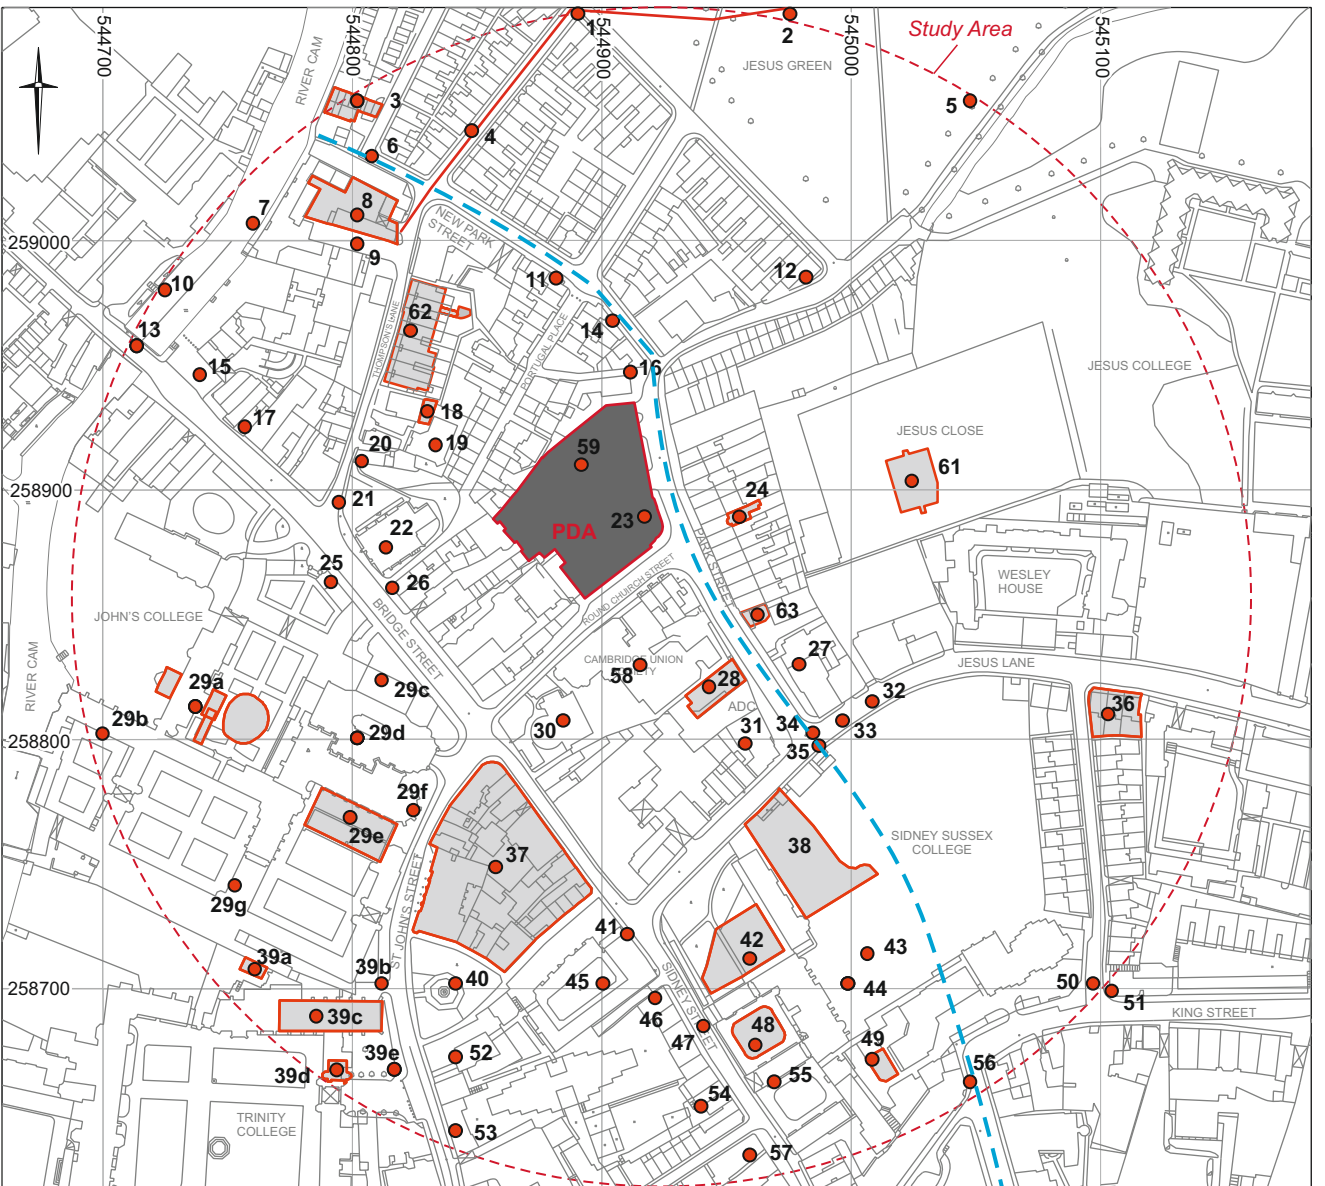 544700
544800
544900
545000
545100
1
2
Study Area
JESUS GREEN
RIVER CAM
3
4
5
6
7
8
NEW PARK
STREET
259000
9
10
11
12
13
14
THOMPSON'S LANE
62
PORTUGAL PLACE
15
16
JESUS COLLEGE
17
18
19
20
JESUS CLOSE
59
61
258900
21
22
23
24
PDA
PARK STREET
25
26
ROUND CHURCH STREET
WESLEY
HOUSE
JOHN'S COLLEGE
BRIDGE STREET
63
27
CAMBRIDGE UNION
SOCIETY
58
JESUS LANE
RIVER CAM
28
29a
29b
29c
29d
ADC
30
31
32
33
34
35
36
258800
29f
29e
37
38
SIDNEY SUSSEX
COLLEGE
ST JOHN'S STREET
29g
41
42
43
39a
39b
40
45
44
SIDNEY STREET
258700
50
51
46
39c
47
48
KING STREET
52
49
39d
39e
56
55
54
TRINITY
COLLEGE
53
57